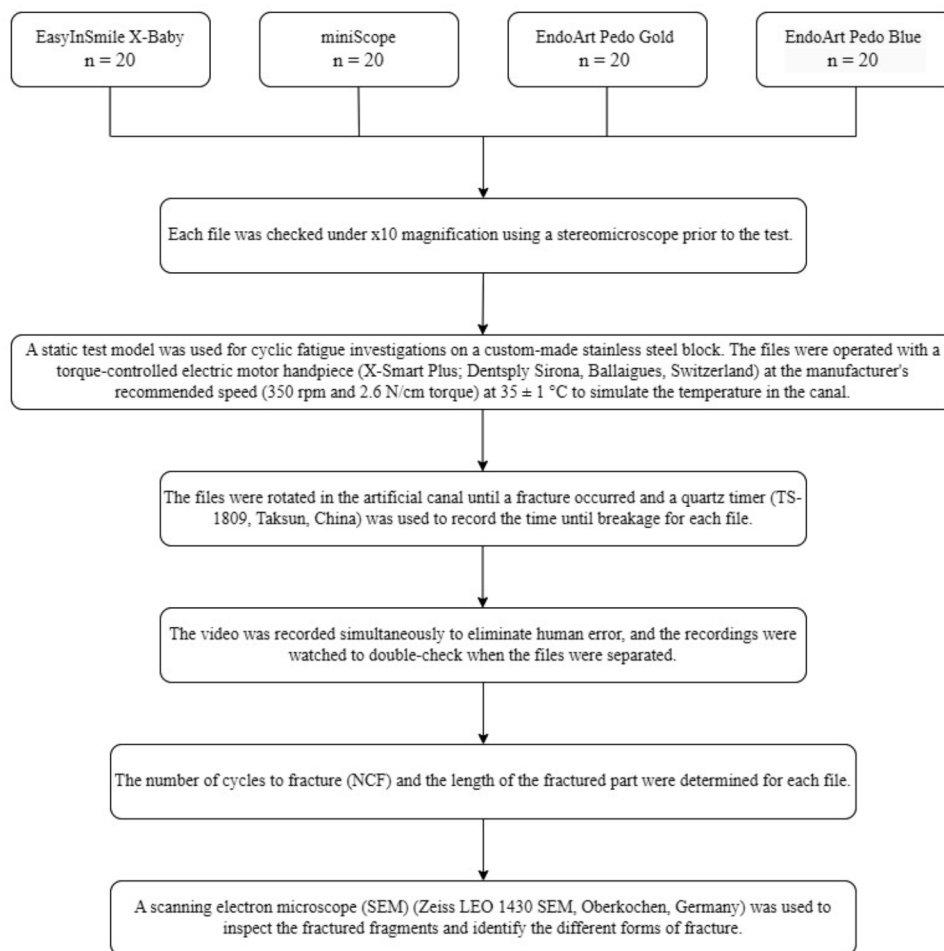 EasyInSmile X-Baby
n = 20
miniScope
n = 20
EndoArt Pedo Gold
n = 20
EndoArt Pedo Blue
n = 20
Each file was checked under x10 magnification using a stereomicroscope prior to the test.
A static test model was used for cyclic fatigue investigations on a custom-made stainless steel block. The files were operated with a
torque-controlled electric motor handpiece (X-Smart Plus; Dentsply Sirona, Ballaigues, Switzerland) at the manufacturer's
recommended speed (350 rpm and 2.6 N/cm torque) at 35 ± 1 °C to simulate the temperature in the canal.
The files were rotated in the artificial canal until a fracture occurred and a quartz timer (TS-
1809, Taksun, China) was used to record the time until breakage for each file.
The video was recorded simultaneously to eliminate human error, and the recordings were
watched to double-check when the files were separated.
The number of cycles to fracture (NCF) and the length of the fractured part were determined for each file.
A scanning electron microscope (SEM) (Zeiss LEO 1430 SEM, Oberkochen, Germany) was used to
inspect the fractured fragments and identify the different forms of fracture.